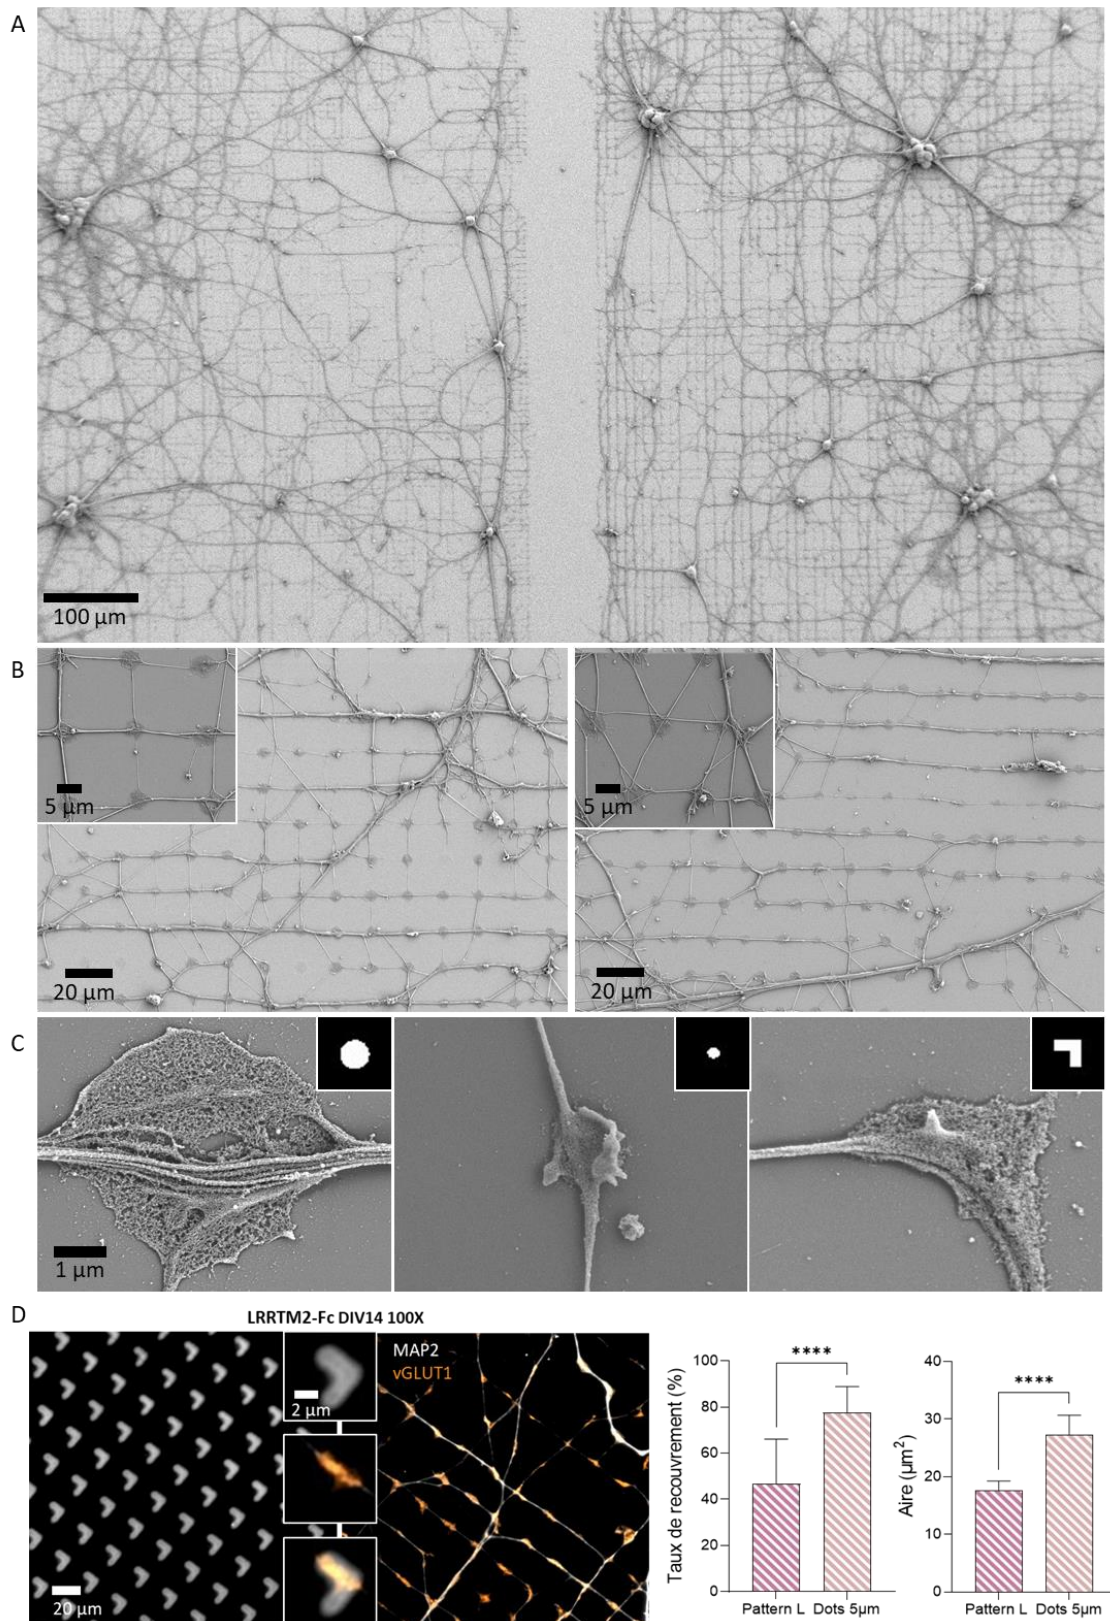 A
100 µm
B
5 µm
20 µm
5 µm
20 µm
C
1 µm
D
LRRTM2-Fc DIV14 100X
20 µm
2 µm
MAP2
vGLUT1
Taux de recouvrement (%)
100
80
60
40
20
0
****
Pattern L Dots 5µm
Aire (µm²)
40
30
20
10
0
****
Pattern L Dots 5µm